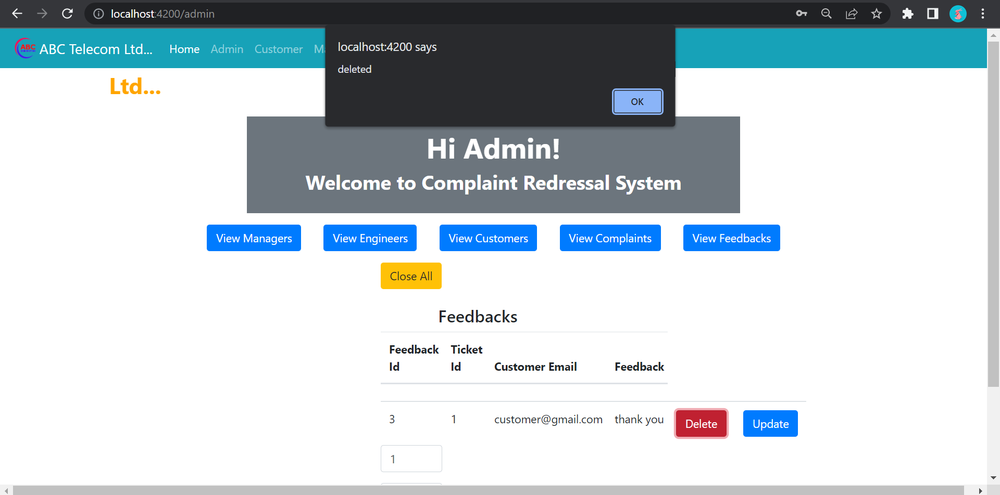 localhost:4200/admin
ABC
ABC Telecom Ltd...
Home
Admin
Customer
localhost:4200 says
deleted
OK
Ltd...
Hi Admin!
Welcome to Complaint Redressal System
View Managers
View Engineers
View Customers
View Complaints
View Feedbacks
Close All
Feedbacks
Feedback Id
Ticket Id
Customer Email
Feedback
3
1
customer@gmail.com
thank you
Delete
Update
1